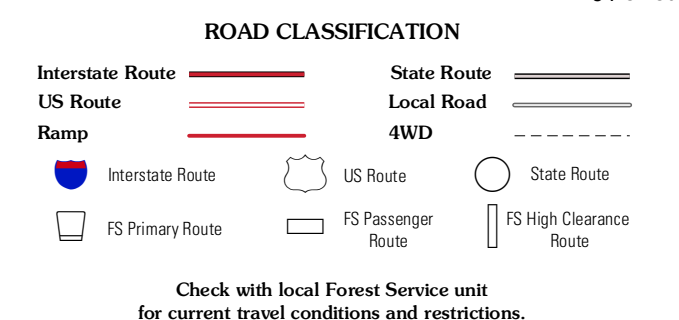 ROAD CLASSIFICATION
Interstate Route
State Route
US Route
Local Road
Ramp
4WD
Interstate Route
US Route
State Route
FS Primary Route
FS Passenger
Route
FS High Clearance
Route
Check with local Forest Service unit
for current travel conditions and restrictions.